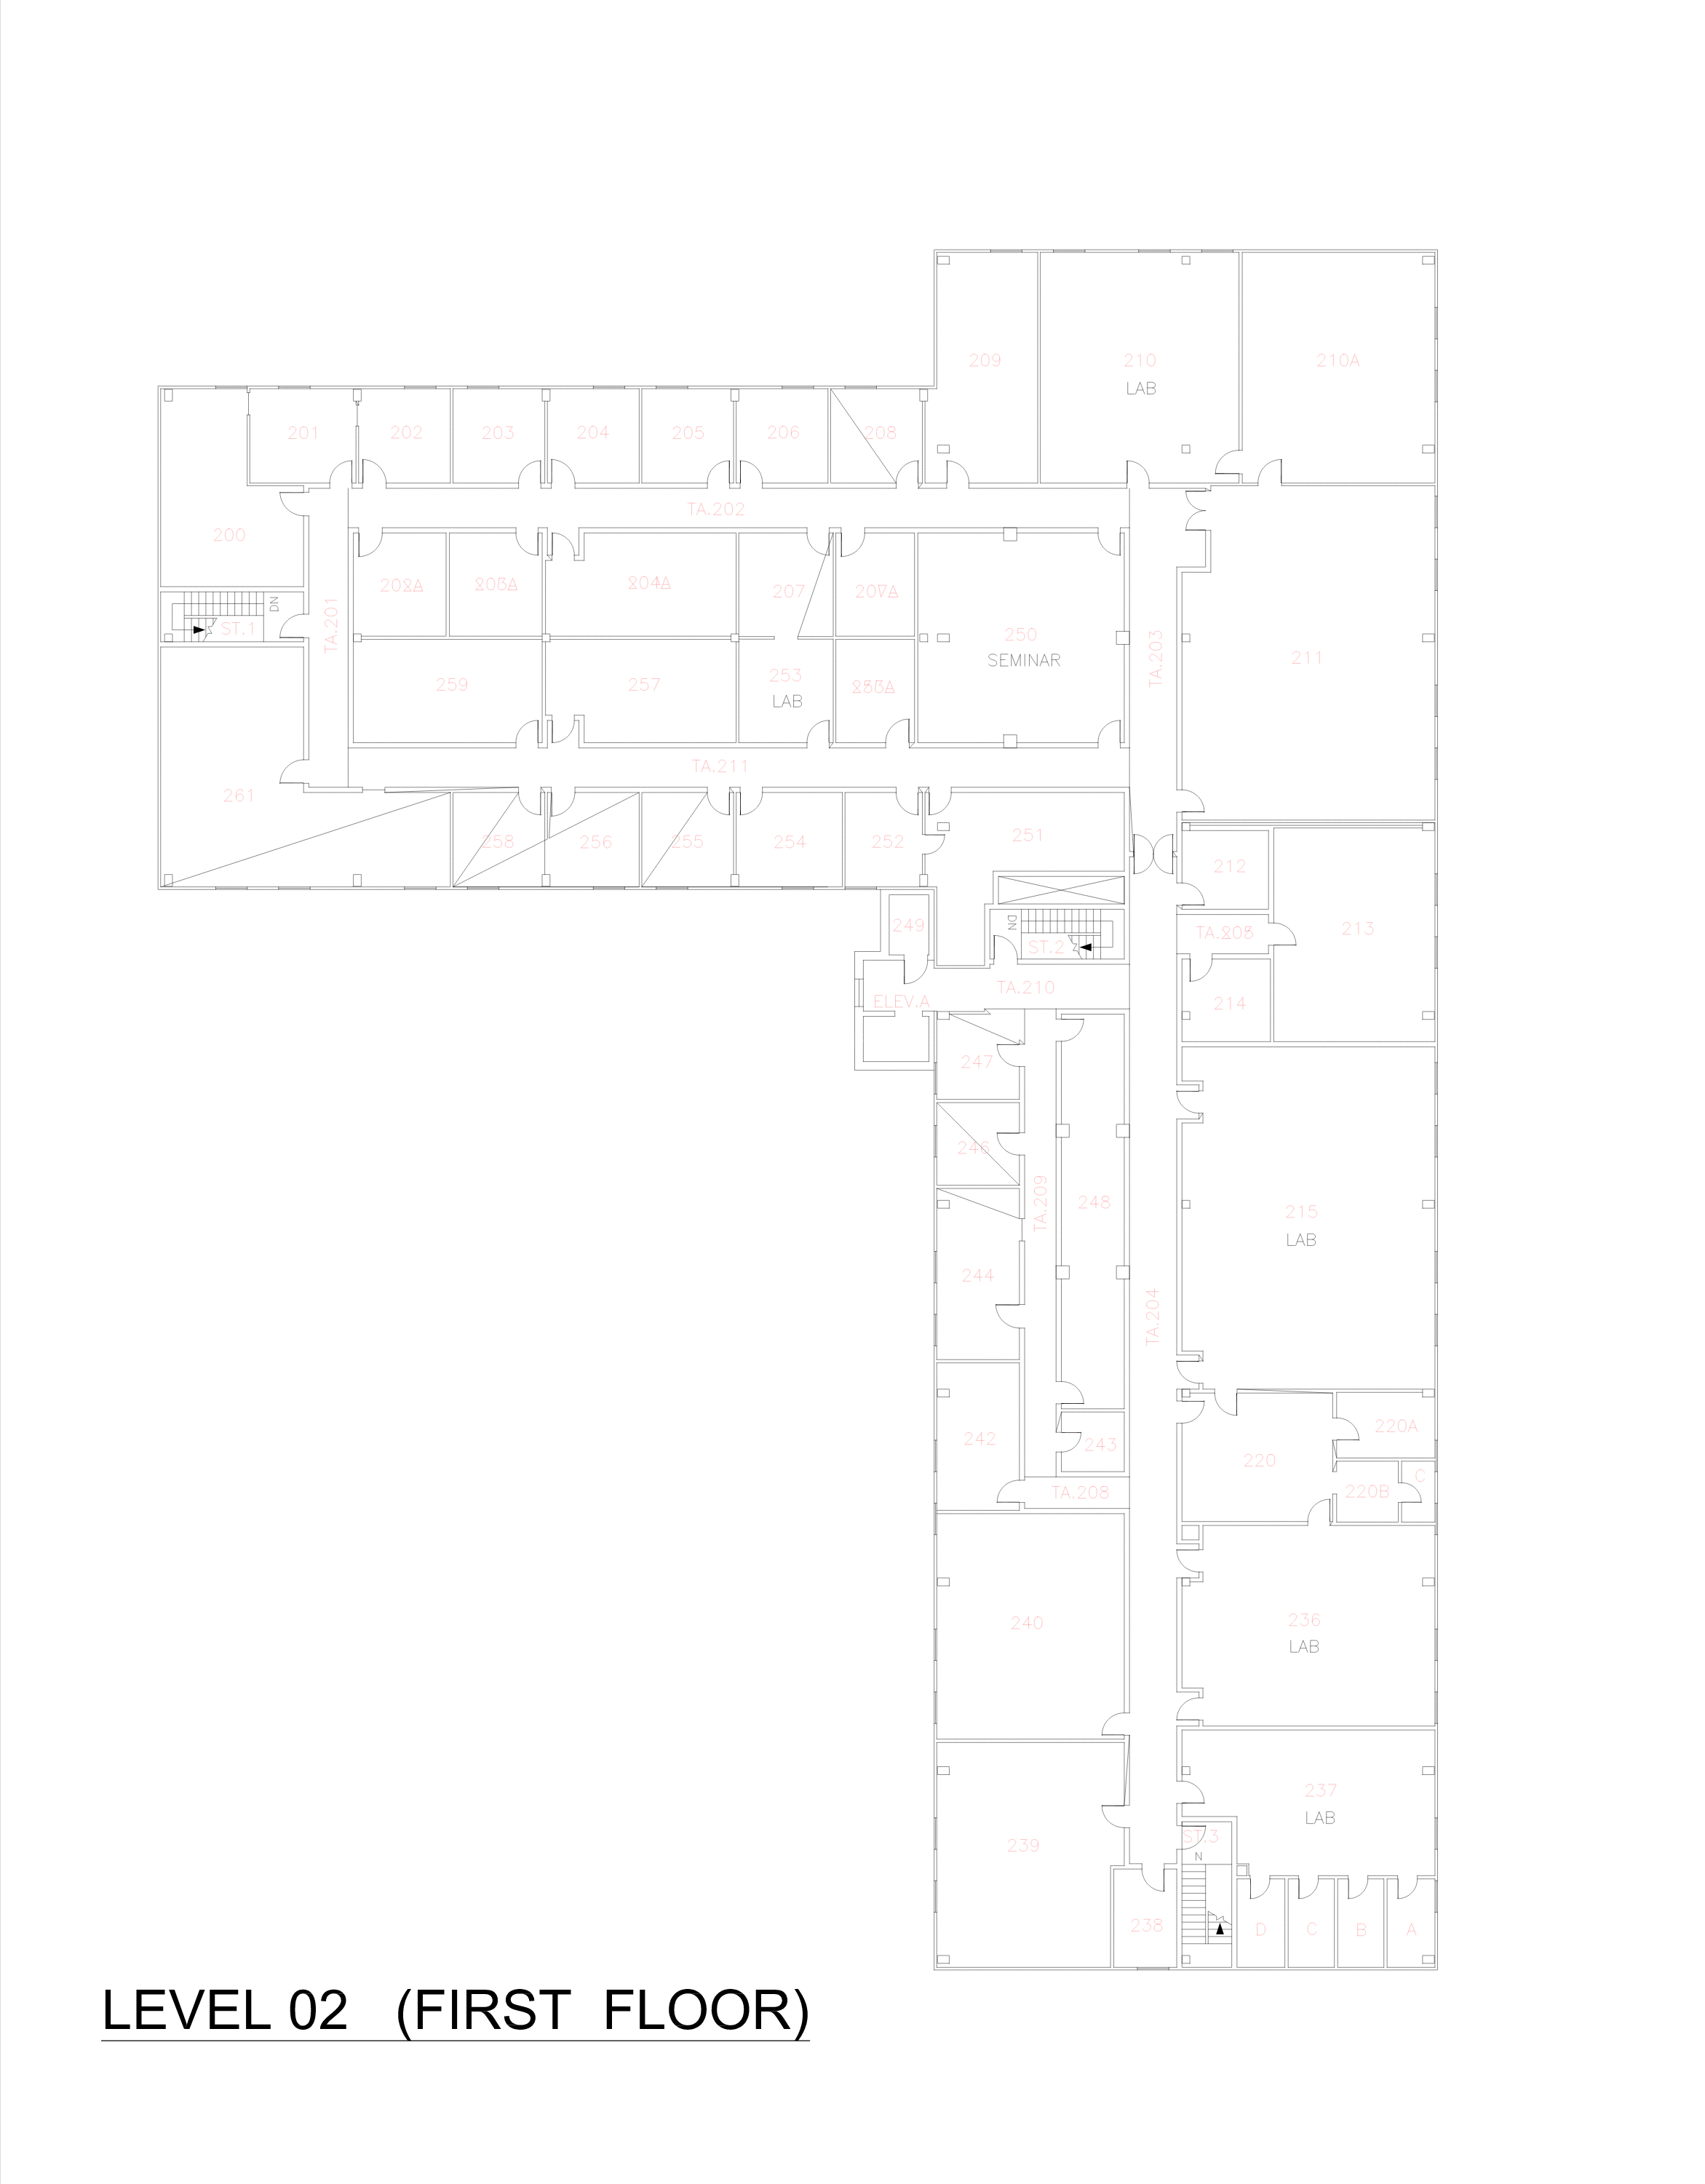 209
210
LAB
210A
201
202
203
204
205
206
208
TA.202
200
202A
203A
204A
207
207A
DN
ST.1
TA.201
250
SEMINAR
TA.203
211
259
257
253
LAB
253A
TA.211
261
258
256
255
254
252
251
212
249
DN
ST.2
TA.205
213
TA.210
ELEV.A
214
247
246
TA.209
248
215
LAB
244
TA.204
242
243
220
220A
220B
C
TA.208
240
236
LAB
237
LAB
239
ST.3
N
238
D
C
B
A
LEVEL 02 (FIRST FLOOR)